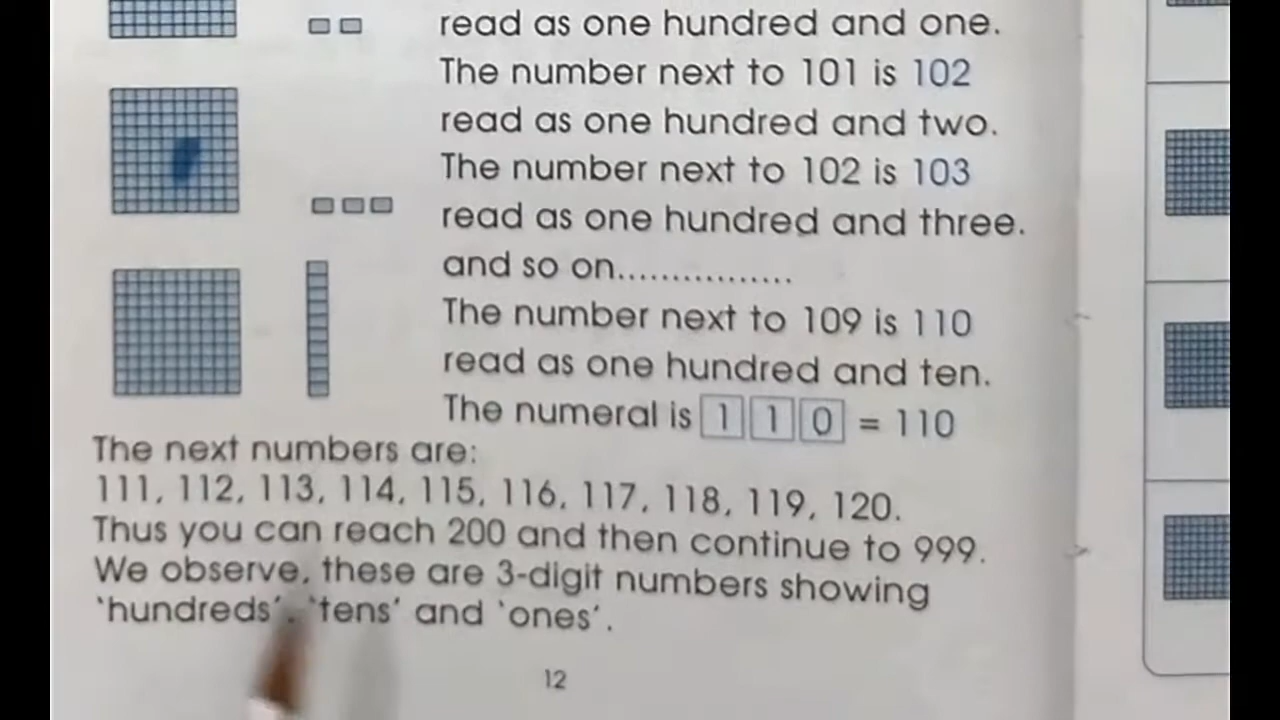 read as one hundred and one.
The number next to 101 is 102
read as one hundred and two.
The number next to 102 is 103
read as one hundred and three.
and so on................
The number next to 109 is 110
read as one hundred and ten.
The numeral is 1 1 0 = 110
The next numbers are:
111, 112, 113, 114, 115, 116, 117, 118, 119, 120.
Thus you can reach 200 and then continue to 999.
We observe, these are 3-digit numbers showing
‘hundreds’, ‘tens’ and ‘ones’.
12